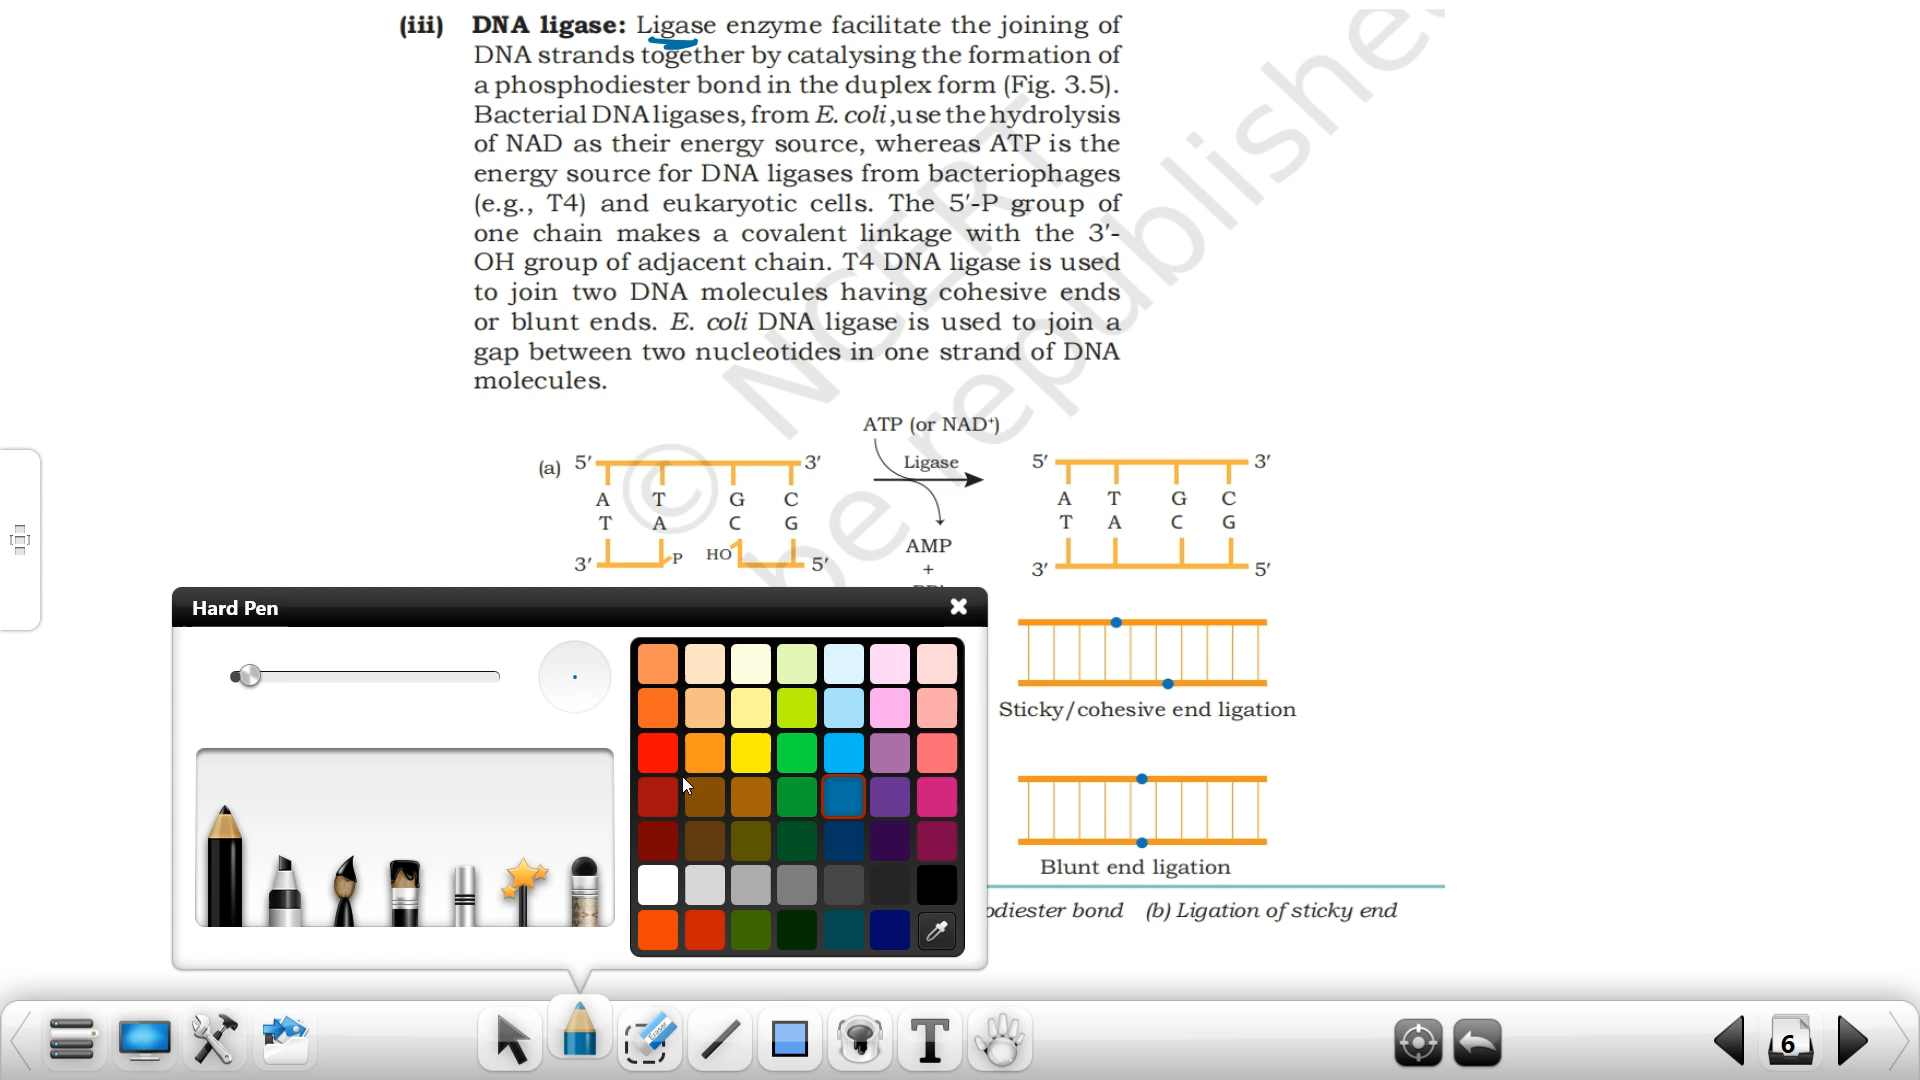 (iii) DNA ligase: Ligase enzyme facilitate the joining of
DNA strands together by catalysing the formation of
a phosphodiester bond in the duplex form (Fig. 3.5).
Bacterial DNA ligases, from E. coli, use the hydrolysis
of NAD as their energy source, whereas ATP is the
energy source for DNA ligases from bacteriophages
(e.g., T4) and eukaryotic cells. The 5′-P group of
one chain makes a covalent linkage with the 3′-
OH group of adjacent chain. T4 DNA ligase is used
to join two DNA molecules having cohesive ends
or blunt ends. E. coli DNA ligase is used to join a
gap between two nucleotides in one strand of DNA
molecules.
© NCERT
be republishe
ATP (or NAD⁺)
(a) 5′ 3′ Ligase 5′ 3′
A T G C A T G C
T A C G T A C G
3′ P HO 5′ AMP 3′ 5′
+
Hard Pen
Sticky/cohesive end ligation
Blunt end ligation
odiester bond (b) Ligation of sticky end
Eraser
T
6